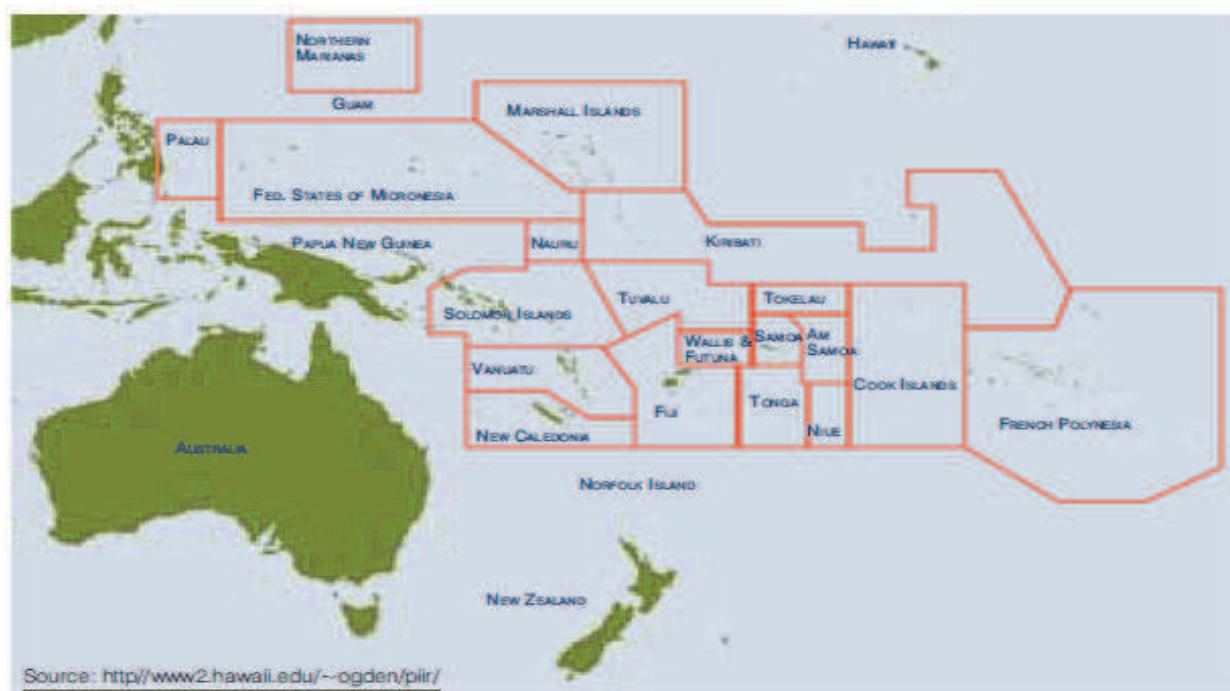 NORTHERN
MARIANAS
HAWAII
GUAM
MARSHALL ISLANDS
PALAU
FED. STATES OF MICRONESIA
PAPUA NEW GUINEA
NAURU
KIRIBATI
SOLOMON ISLANDS
TUVALU
TOKELAU
WALLIS &
FUTUNA
SAMOA
AM
SAMOA
VANUATU
COOK ISLANDS
FIJI
TONGA
FRENCH POLYNESIA
NIUE
NEW CALEDONIA
AUSTRALIA
NORFOLK ISLAND
NEW ZEALAND
Source: http//www2.hawaii.edu/~ogden/piir/